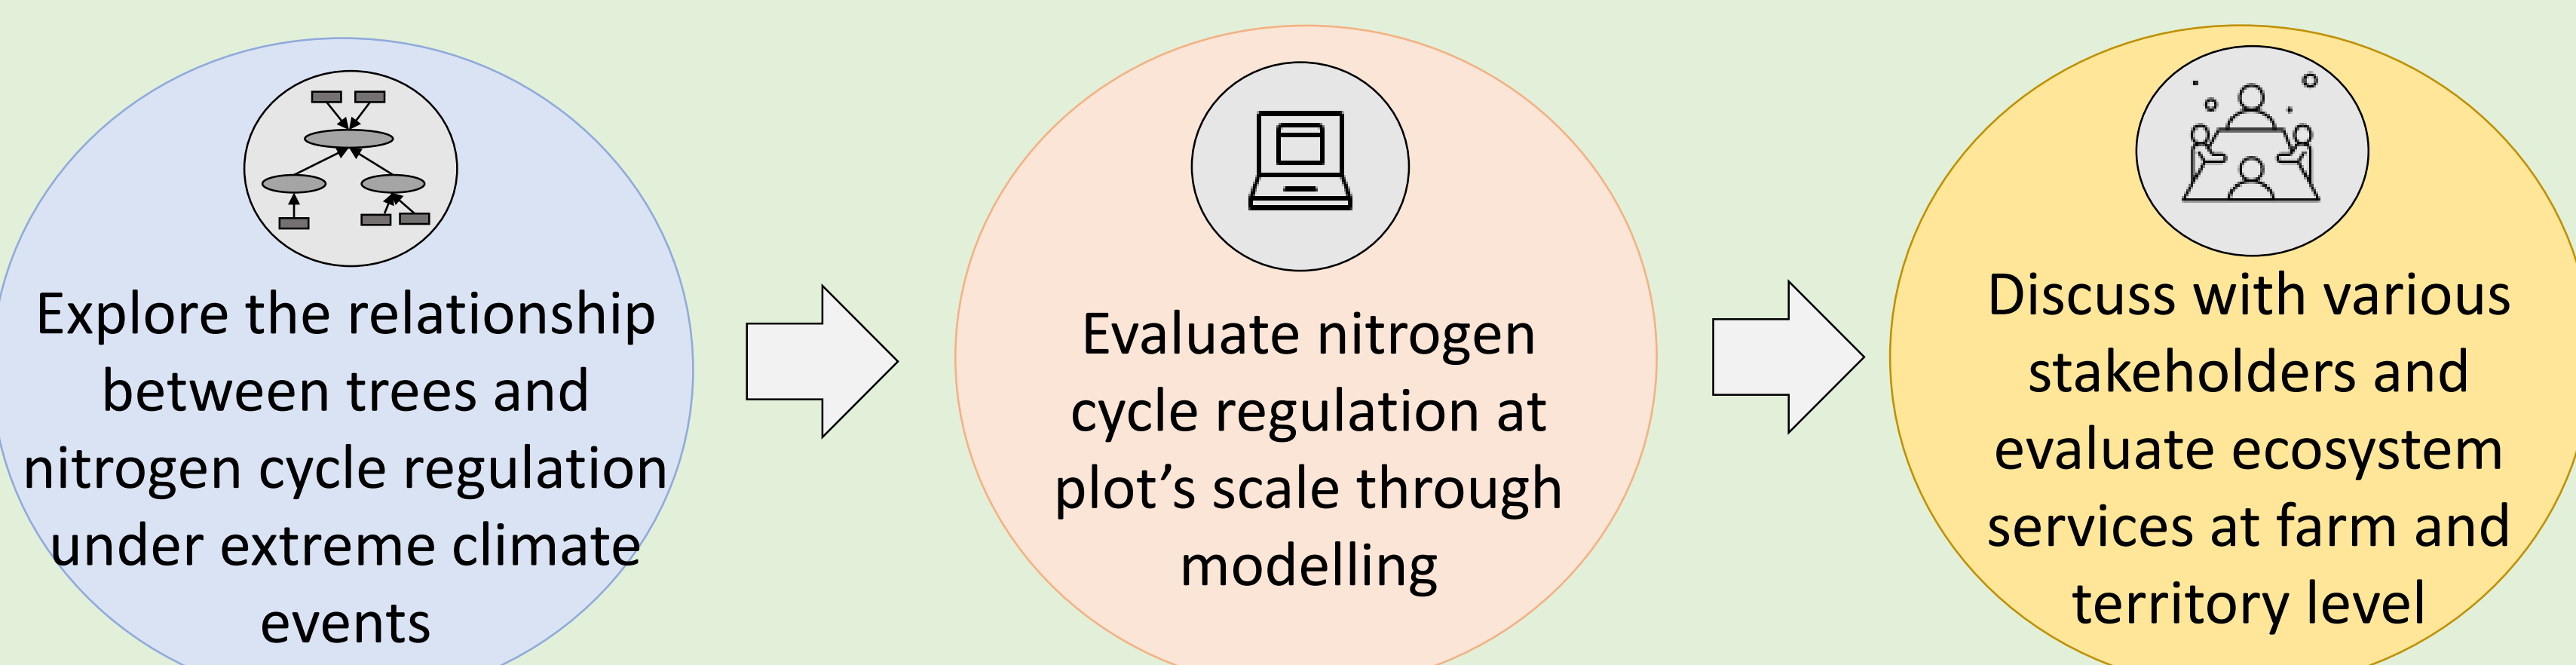 Explore the relationship
between trees and
nitrogen cycle regulation
under extreme climate
events
Evaluate nitrogen
cycle regulation at
plot’s scale through
modelling
Discuss with various
stakeholders and
evaluate ecosystem
services at farm and
territory level